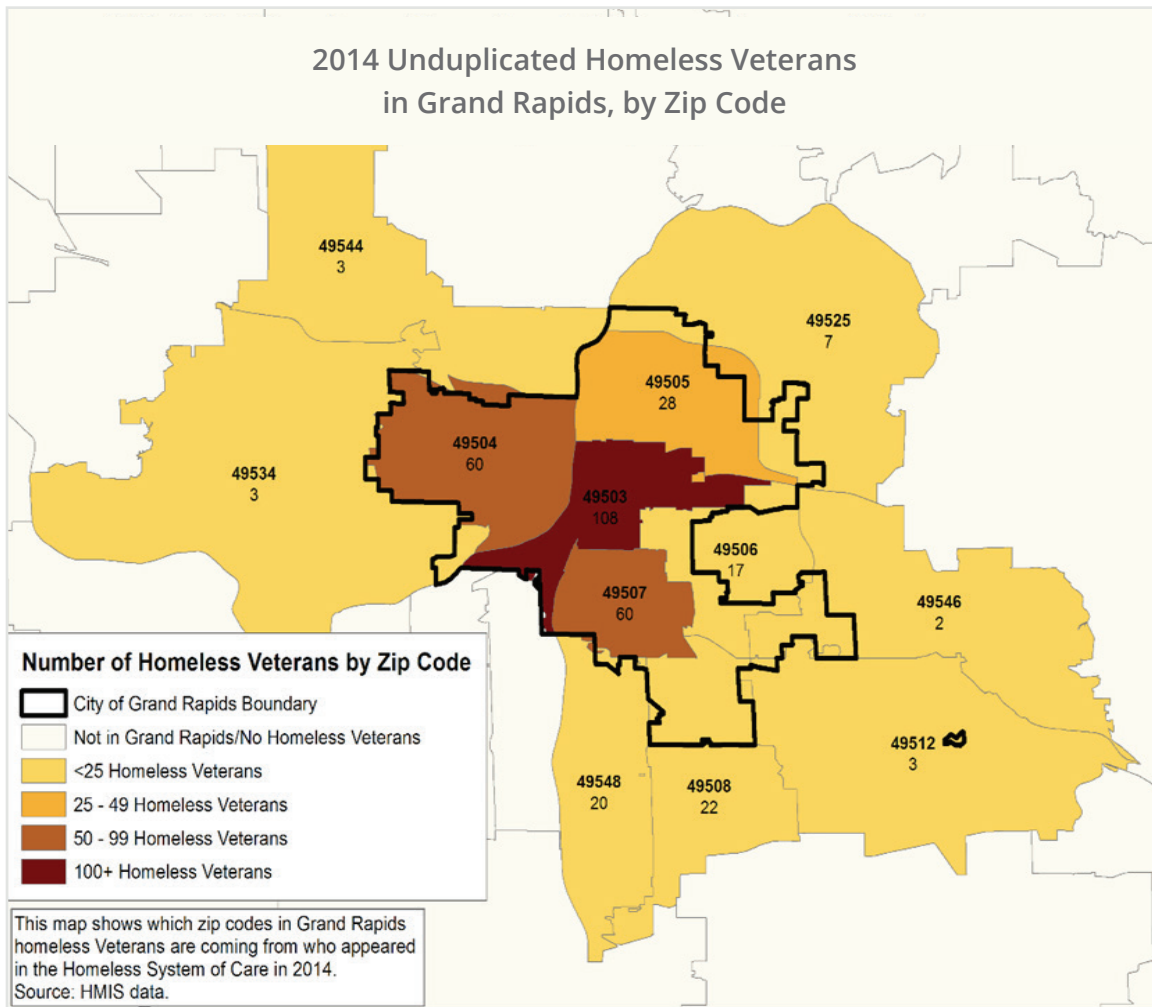 2014 Unduplicated Homeless Veterans
in Grand Rapids, by Zip Code
49544
3
49525
7
49505
28
49504
60
49534
3
49503
108
49506
17
49507
60
49546
2
49512
3
49548
20
49508
22
Number of Homeless Veterans by Zip Code
City of Grand Rapids Boundary
Not in Grand Rapids/No Homeless Veterans
<25 Homeless Veterans
25 - 49 Homeless Veterans
50 - 99 Homeless Veterans
100+ Homeless Veterans
This map shows which zip codes in Grand Rapids
homeless Veterans are coming from who appeared
in the Homeless System of Care in 2014.
Source: HMIS data.